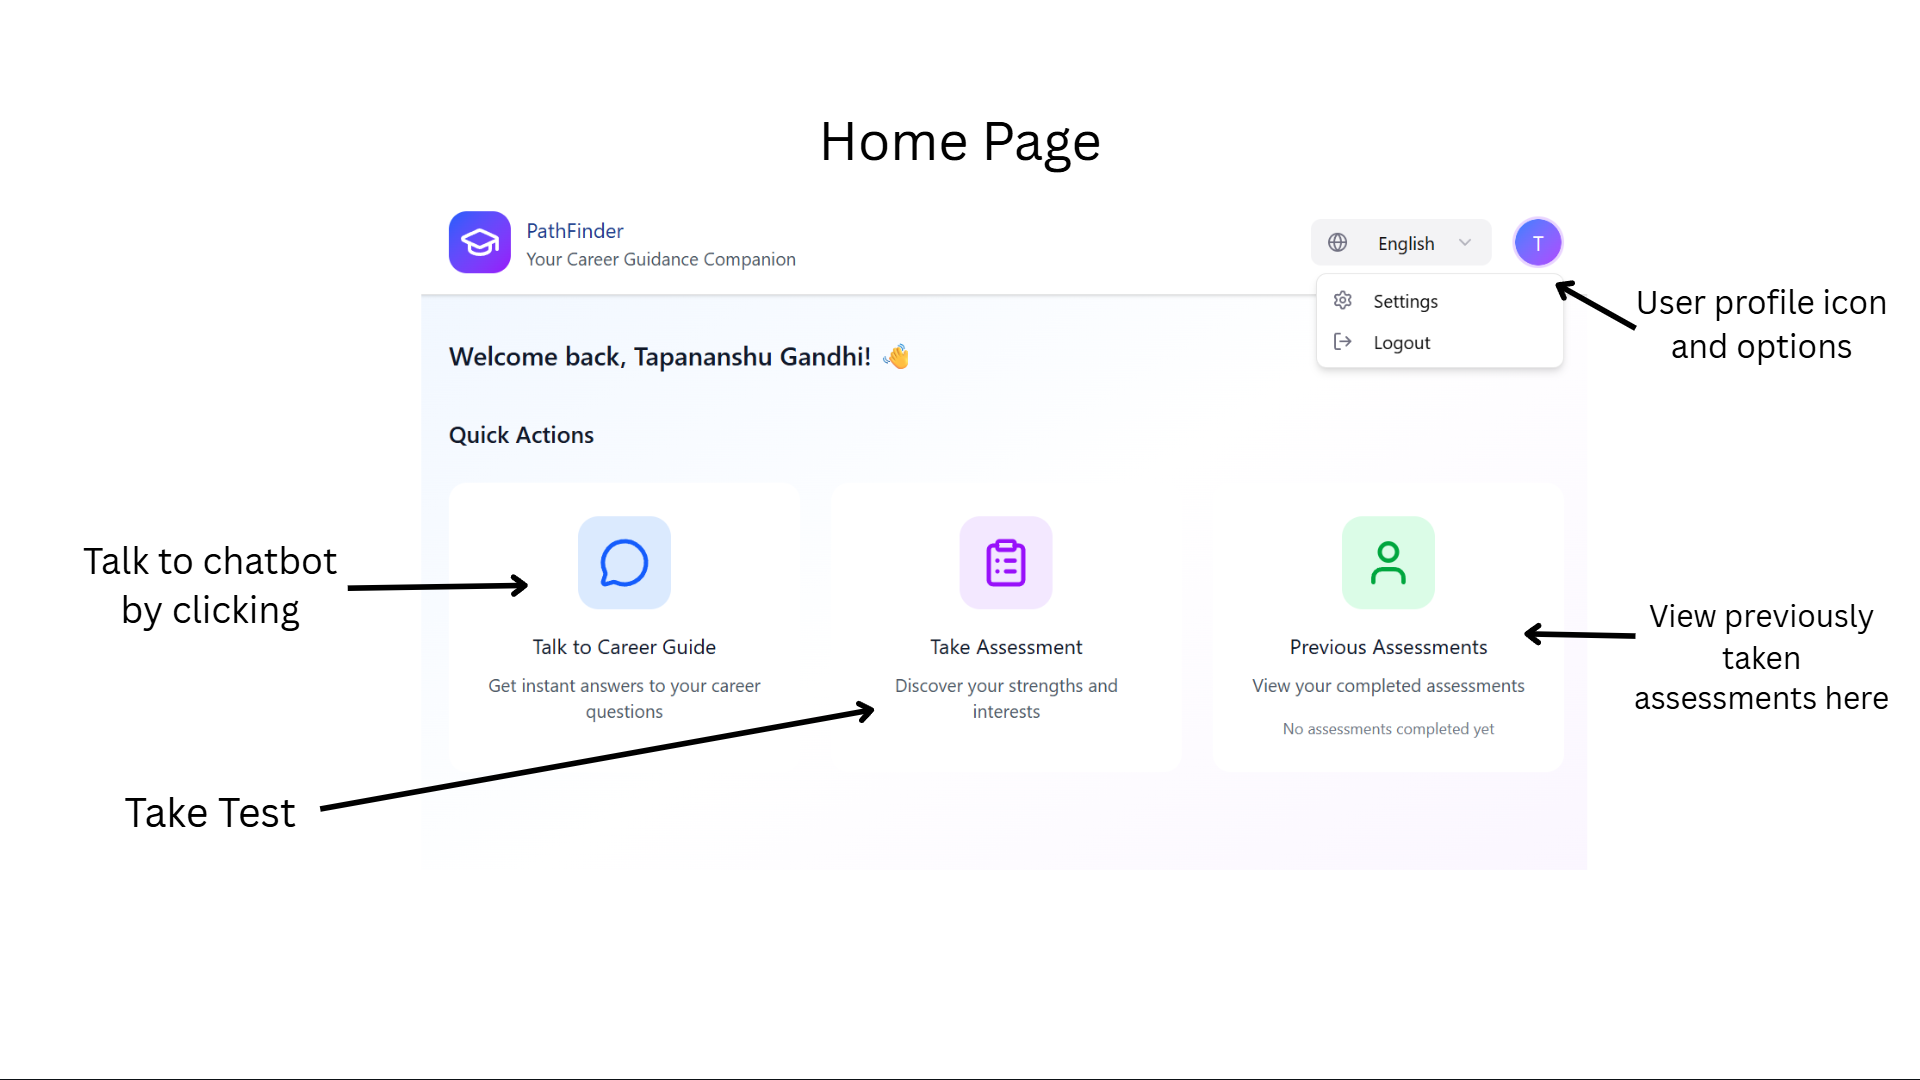 Home Page
PathFinder
Your Career Guidance Companion
English
T
Settings
Logout
User profile icon
and options
Welcome back, Tapananshu Gandhi! 👋
Quick Actions
Talk to chatbot
by clicking
Talk to Career Guide
Get instant answers to your career
questions
Take Assessment
Discover your strengths and
interests
Previous Assessments
View your completed assessments
No assessments completed yet
View previously
taken
assessments here
Take Test